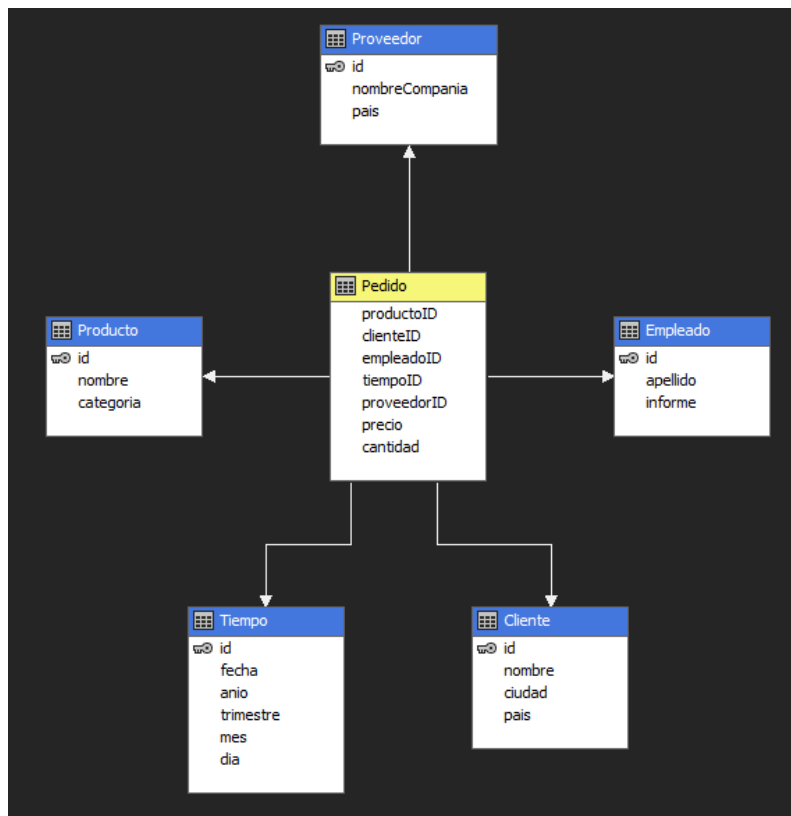 Proveedor
id
nombreCompania
pais
Pedido
productoID
clienteID
empleadoID
tiempoID
proveedorID
precio
cantidad
Producto
id
nombre
categoria
Empleado
id
apellido
informe
Tiempo
id
fecha
anio
trimestre
mes
dia
Cliente
id
nombre
ciudad
pais